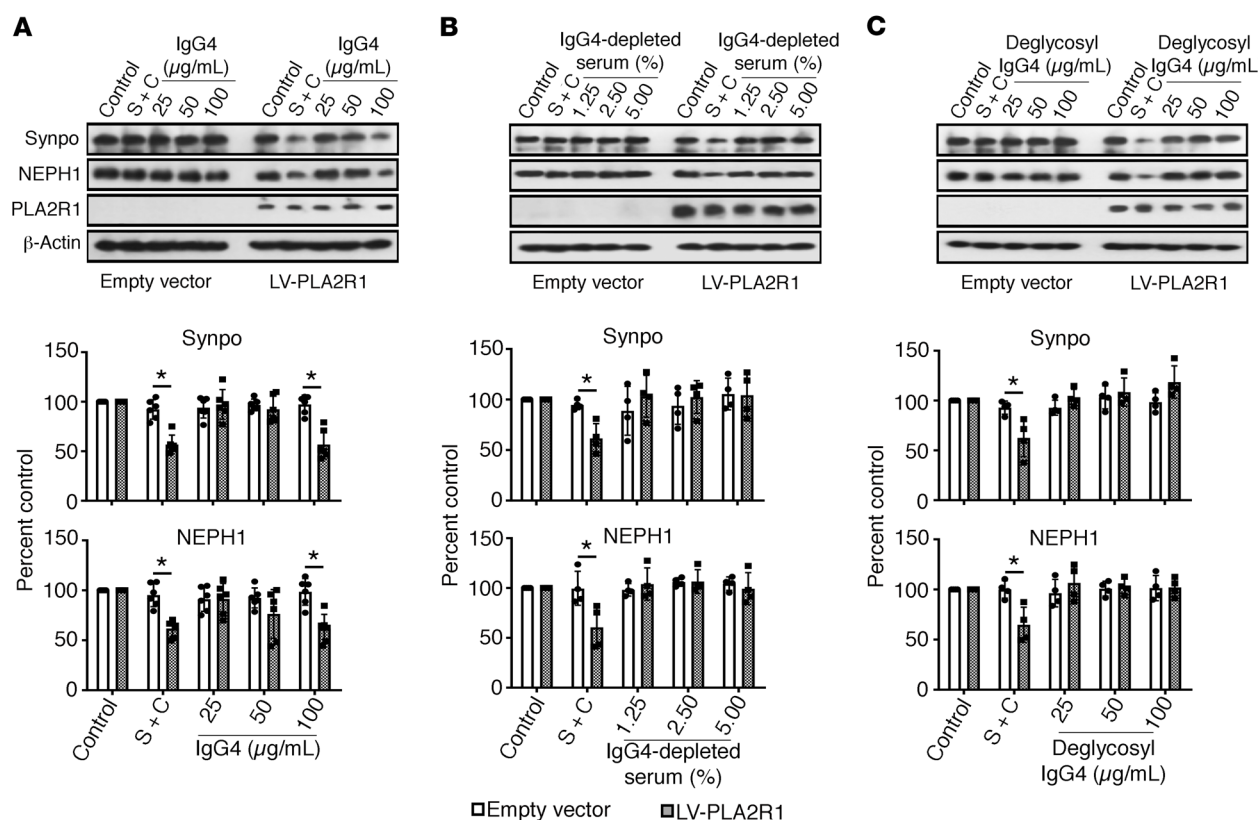 A
IgG4
(µg/mL)
IgG4
(µg/mL)
Control
S + C
25
50
100
Control
S + C
25
50
100
Synpo
NEPH1
PLA2R1
β-Actin
Empty vector
LV-PLA2R1
Synpo
150
100
50
0
*
*
NEPH1
150
100
50
0
*
*
Percent control
Control
S + C
25
50
100
IgG4 (µg/mL)
B
IgG4-depleted
serum (%)
IgG4-depleted
serum (%)
Control
S + C
1.25
2.50
5.00
Control
S + C
1.25
2.50
5.00
Empty vector
LV-PLA2R1
Synpo
150
100
50
0
*
NEPH1
150
100
50
0
*
Percent control
Control
S + C
1.25
2.50
5.00
IgG4-depleted
serum (%)
C
Deglycosyl
IgG4 (µg/mL)
Deglycosyl
IgG4 (µg/mL)
Control
S + C
25
50
100
Control
S + C
25
50
100
Empty vector
LV-PLA2R1
Synpo
150
100
50
0
*
NEPH1
150
100
50
0
*
Percent control
Control
S + C
25
50
100
Deglycosyl
IgG4 (µg/mL)
Empty vector
LV-PLA2R1